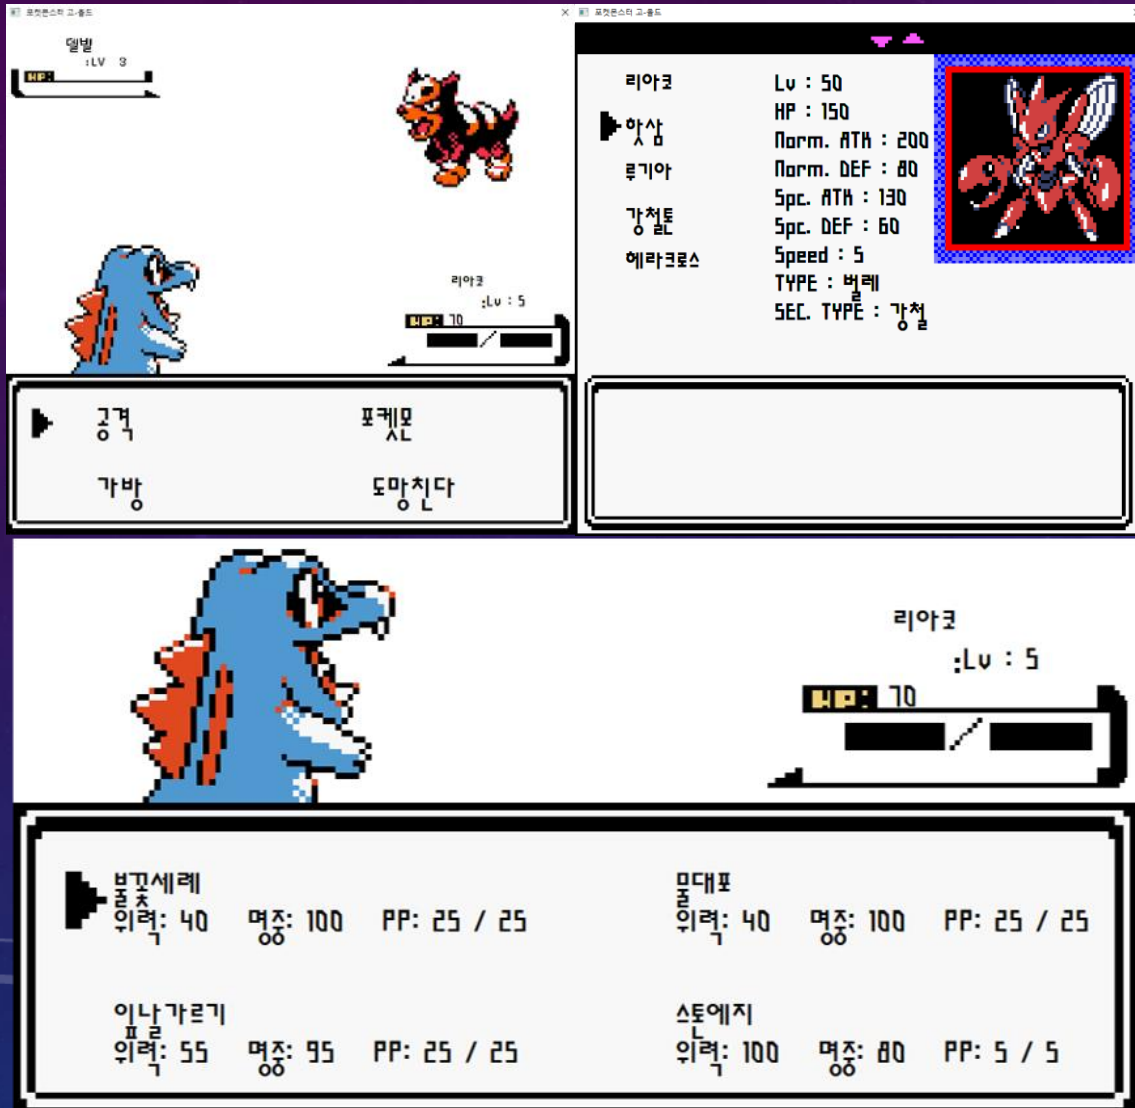 포켓몬스터 고-올드
델빌
:LV 3
HP:
리아코
:Lv : 5
HP: 70
/
공격 포켓몬
가방 도망친다
포켓몬스터 고-올드
리아코
핫삼
루기아
강철톤
헤라크로스
Lv : 50
HP : 150
Norm. ATK : 200
Norm. DEF : 80
Spc. ATK : 130
Spc. DEF : 60
Speed : 5
TYPE : 벌레
SEC. TYPE : 강철
리아코
:Lv : 5
HP: 70
/
불꽃세례 물대포
위력: 40 명중: 100 PP: 25 / 25 위력: 40 명중: 100 PP: 25 / 25
잎날가르기 스톤에지
위력: 55 명중: 95 PP: 25 / 25 위력: 100 명중: 80 PP: 5 / 5